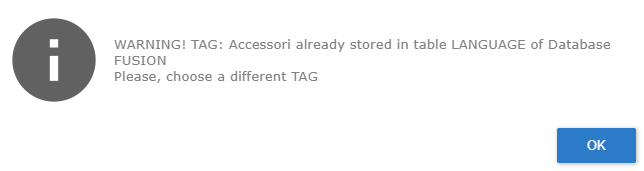 WARNING! TAG: Accessori already stored in table LANGUAGE of Database
FUSION
Please, choose a different TAG
OK